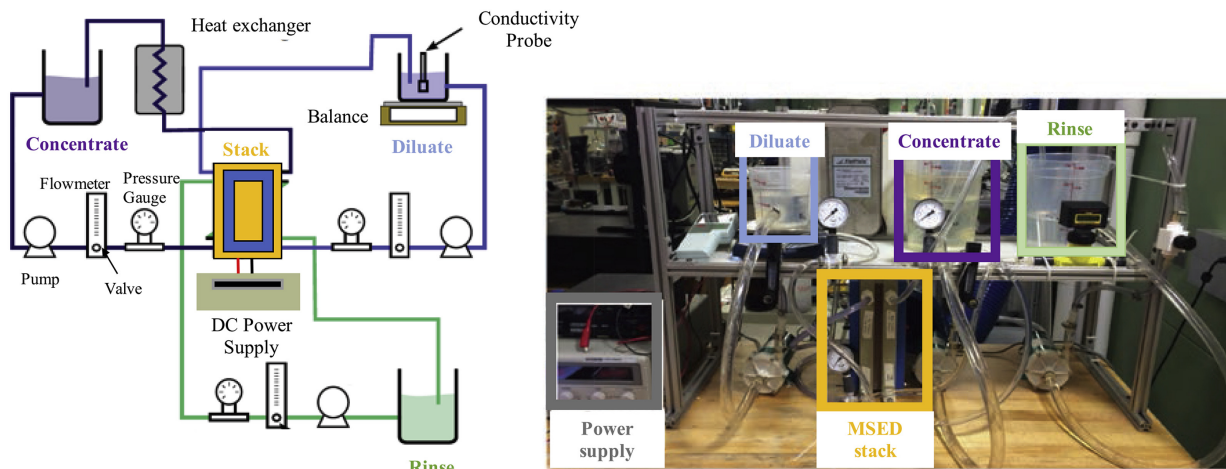 Heat exchanger
Conductivity
Probe
Balance
Concentrate
Diluate
Stack
Flowmeter
Pressure
Gauge
Pump
Valve
DC Power
Supply
Rinse
Diluate
Concentrate
Rinse
Power
supply
MSED
stack